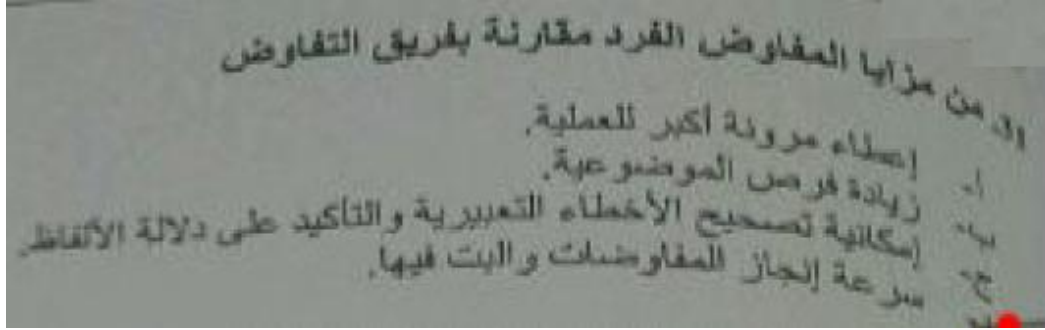 من مزايا المفاوض الفرد مقارنة بفريق التفاوض
أ- إعطاء مرونة أكبر للعملية.
ب- زيادة فرص الموضوعية.
ج- إمكانية تصحيح الأخطاء التعبيرية والتأكيد على دلالة الألفاظ.
سرعة إنجاز المفاوضات والبت فيها.